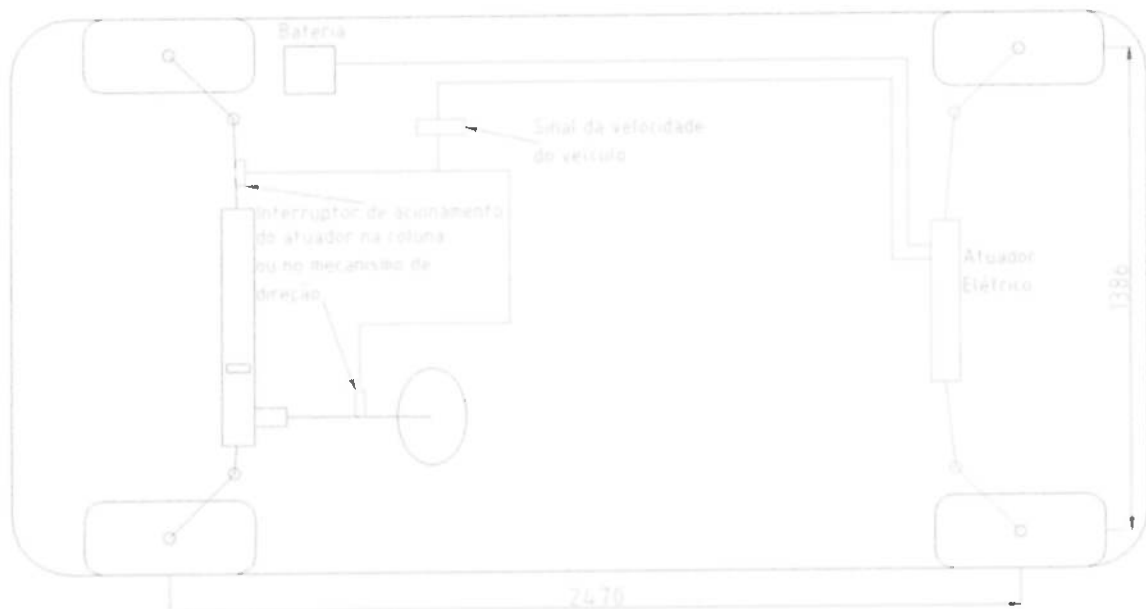 Bateria
Sinal da velocidade
do veículo
Interruptor de acionamento
do atuador na coluna
ou no mecanismo de
direção
Atuador
Elétrico
1386
2470